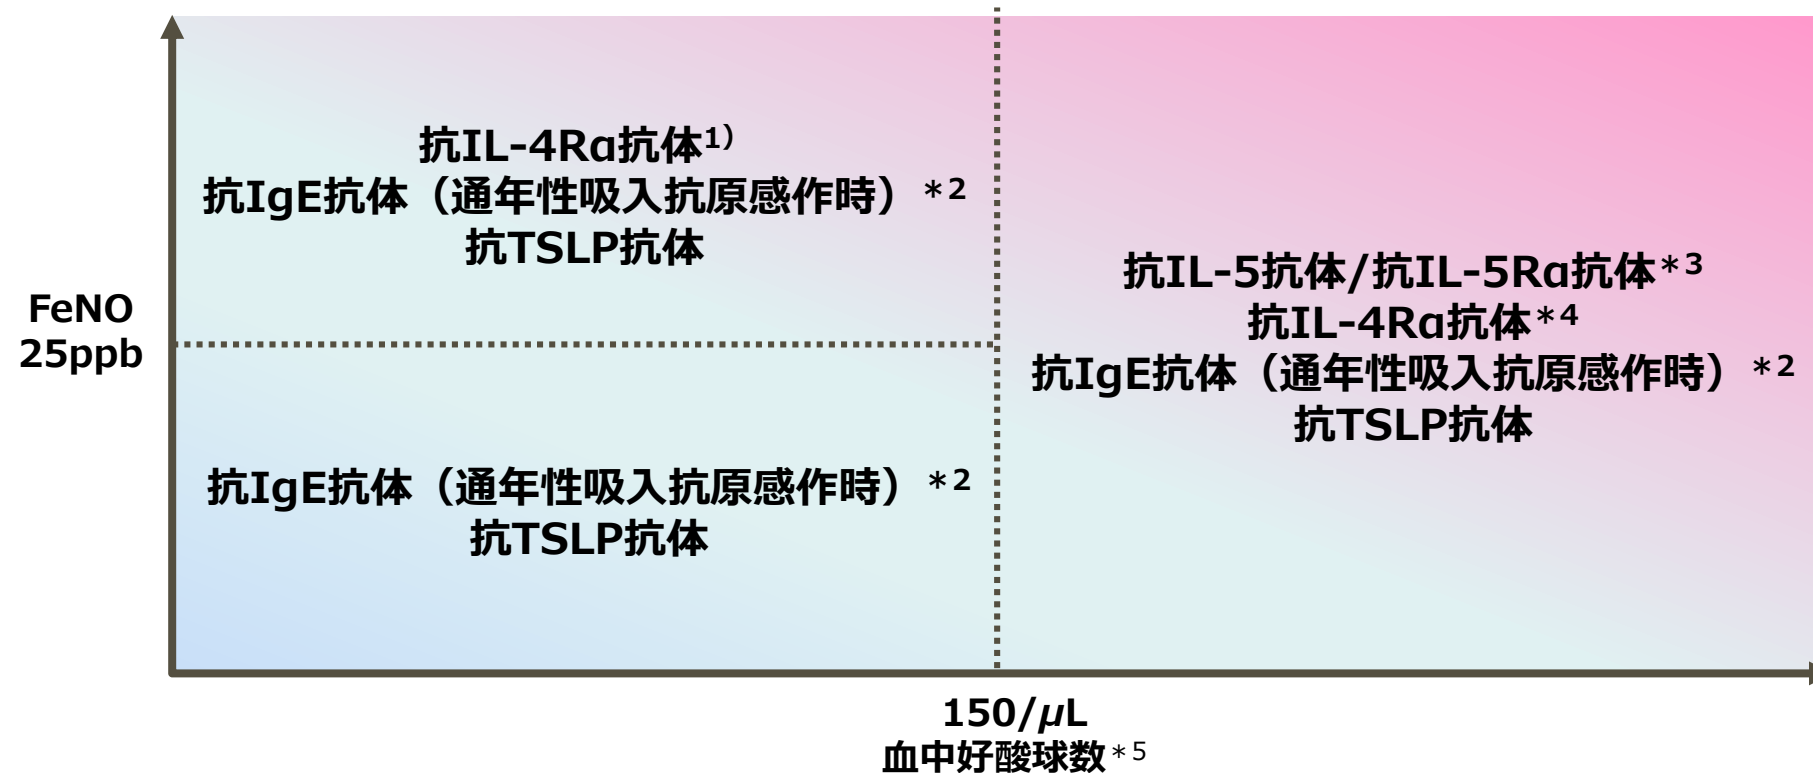 抗IL-4Rα抗体1)
抗IgE抗体（通年性吸入抗原感作時）*2
抗TSLP抗体
抗IL-5抗体/抗IL-5Rα抗体*3
抗IL-4Rα抗体*4
抗IgE抗体（通年性吸入抗原感作時）*2
抗TSLP抗体
FeNO
25ppb
抗IgE抗体（通年性吸入抗原感作時）*2
抗TSLP抗体
150/μL
血中好酸球数*5